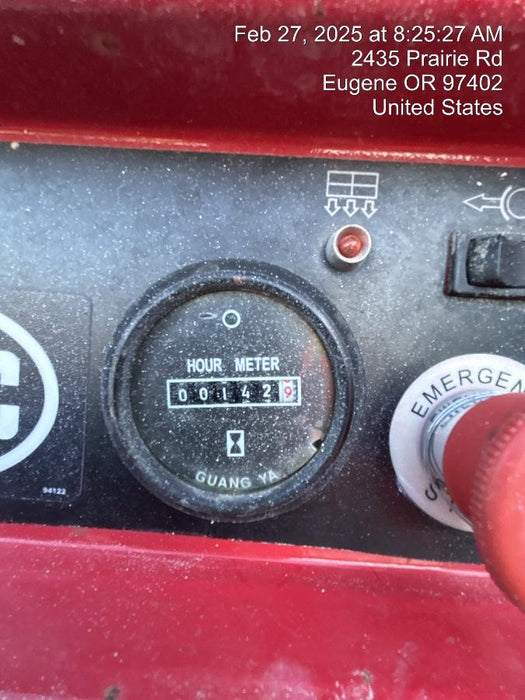 Feb 27, 2025 at 8:25:27 AM
2435 Prairie Rd
Eugene OR 97402
United States
HOUR METER
0 0 1 4 2 9
GUANG YA
94122